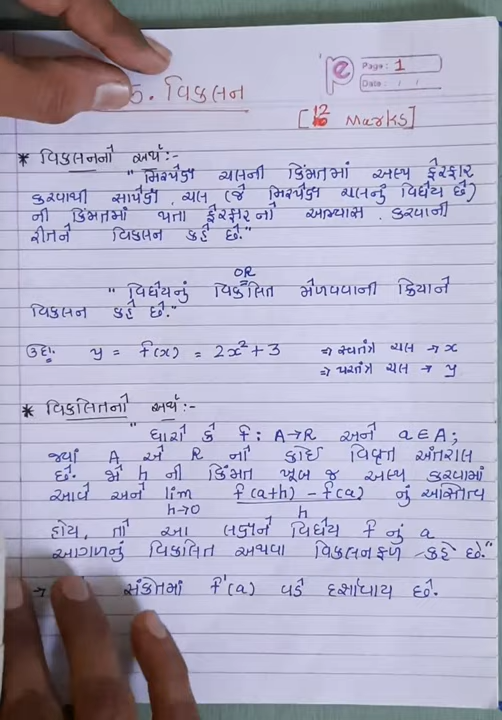 Page: 1
Date: / /
5. વિકલન
[12 Marks]
* વિકલનનો અર્થ:-
" નિરપેક્ષ ચલની કિંમતમાં અલ્પ ફેરફાર
કરવાથી સાપેક્ષ ચલ (જે નિરપેક્ષ ચલનું વિધેય છે)
ની કિંમતમાં થતા ફેરફારનો અભ્યાસ કરવાની
રીતને વિકલન કહે છે."
OR
" વિધેયનું વિકલિત મેળવવાની ક્રિયાને
વિકલન કહે છે."
ઉદા: y = f(x) = 2x² + 3 ⇒ સ્વતંત્ર ચલ → x
⇒ પરતંત્ર ચલ → y
* વિકલિતનો અર્થ:-
" ધારો કે f: A→R અને a ∈ A;
જ્યાં A એ R નો કોઈ વિવૃત અંતરાલ
છે. જો h ની કિંમત ખૂબ જ અલ્પ કરવામાં
આવે અને lim f(a+h) - f(a) નું અસ્તિત્વ
h→0 h
હોય, તો આ લક્ષને વિધેય f નું a
આગળનું વિકલિત અથવા વિકલનફળ કહે છે."
→ સંકેતમાં f'(a) વડે દર્શાવાય છે.